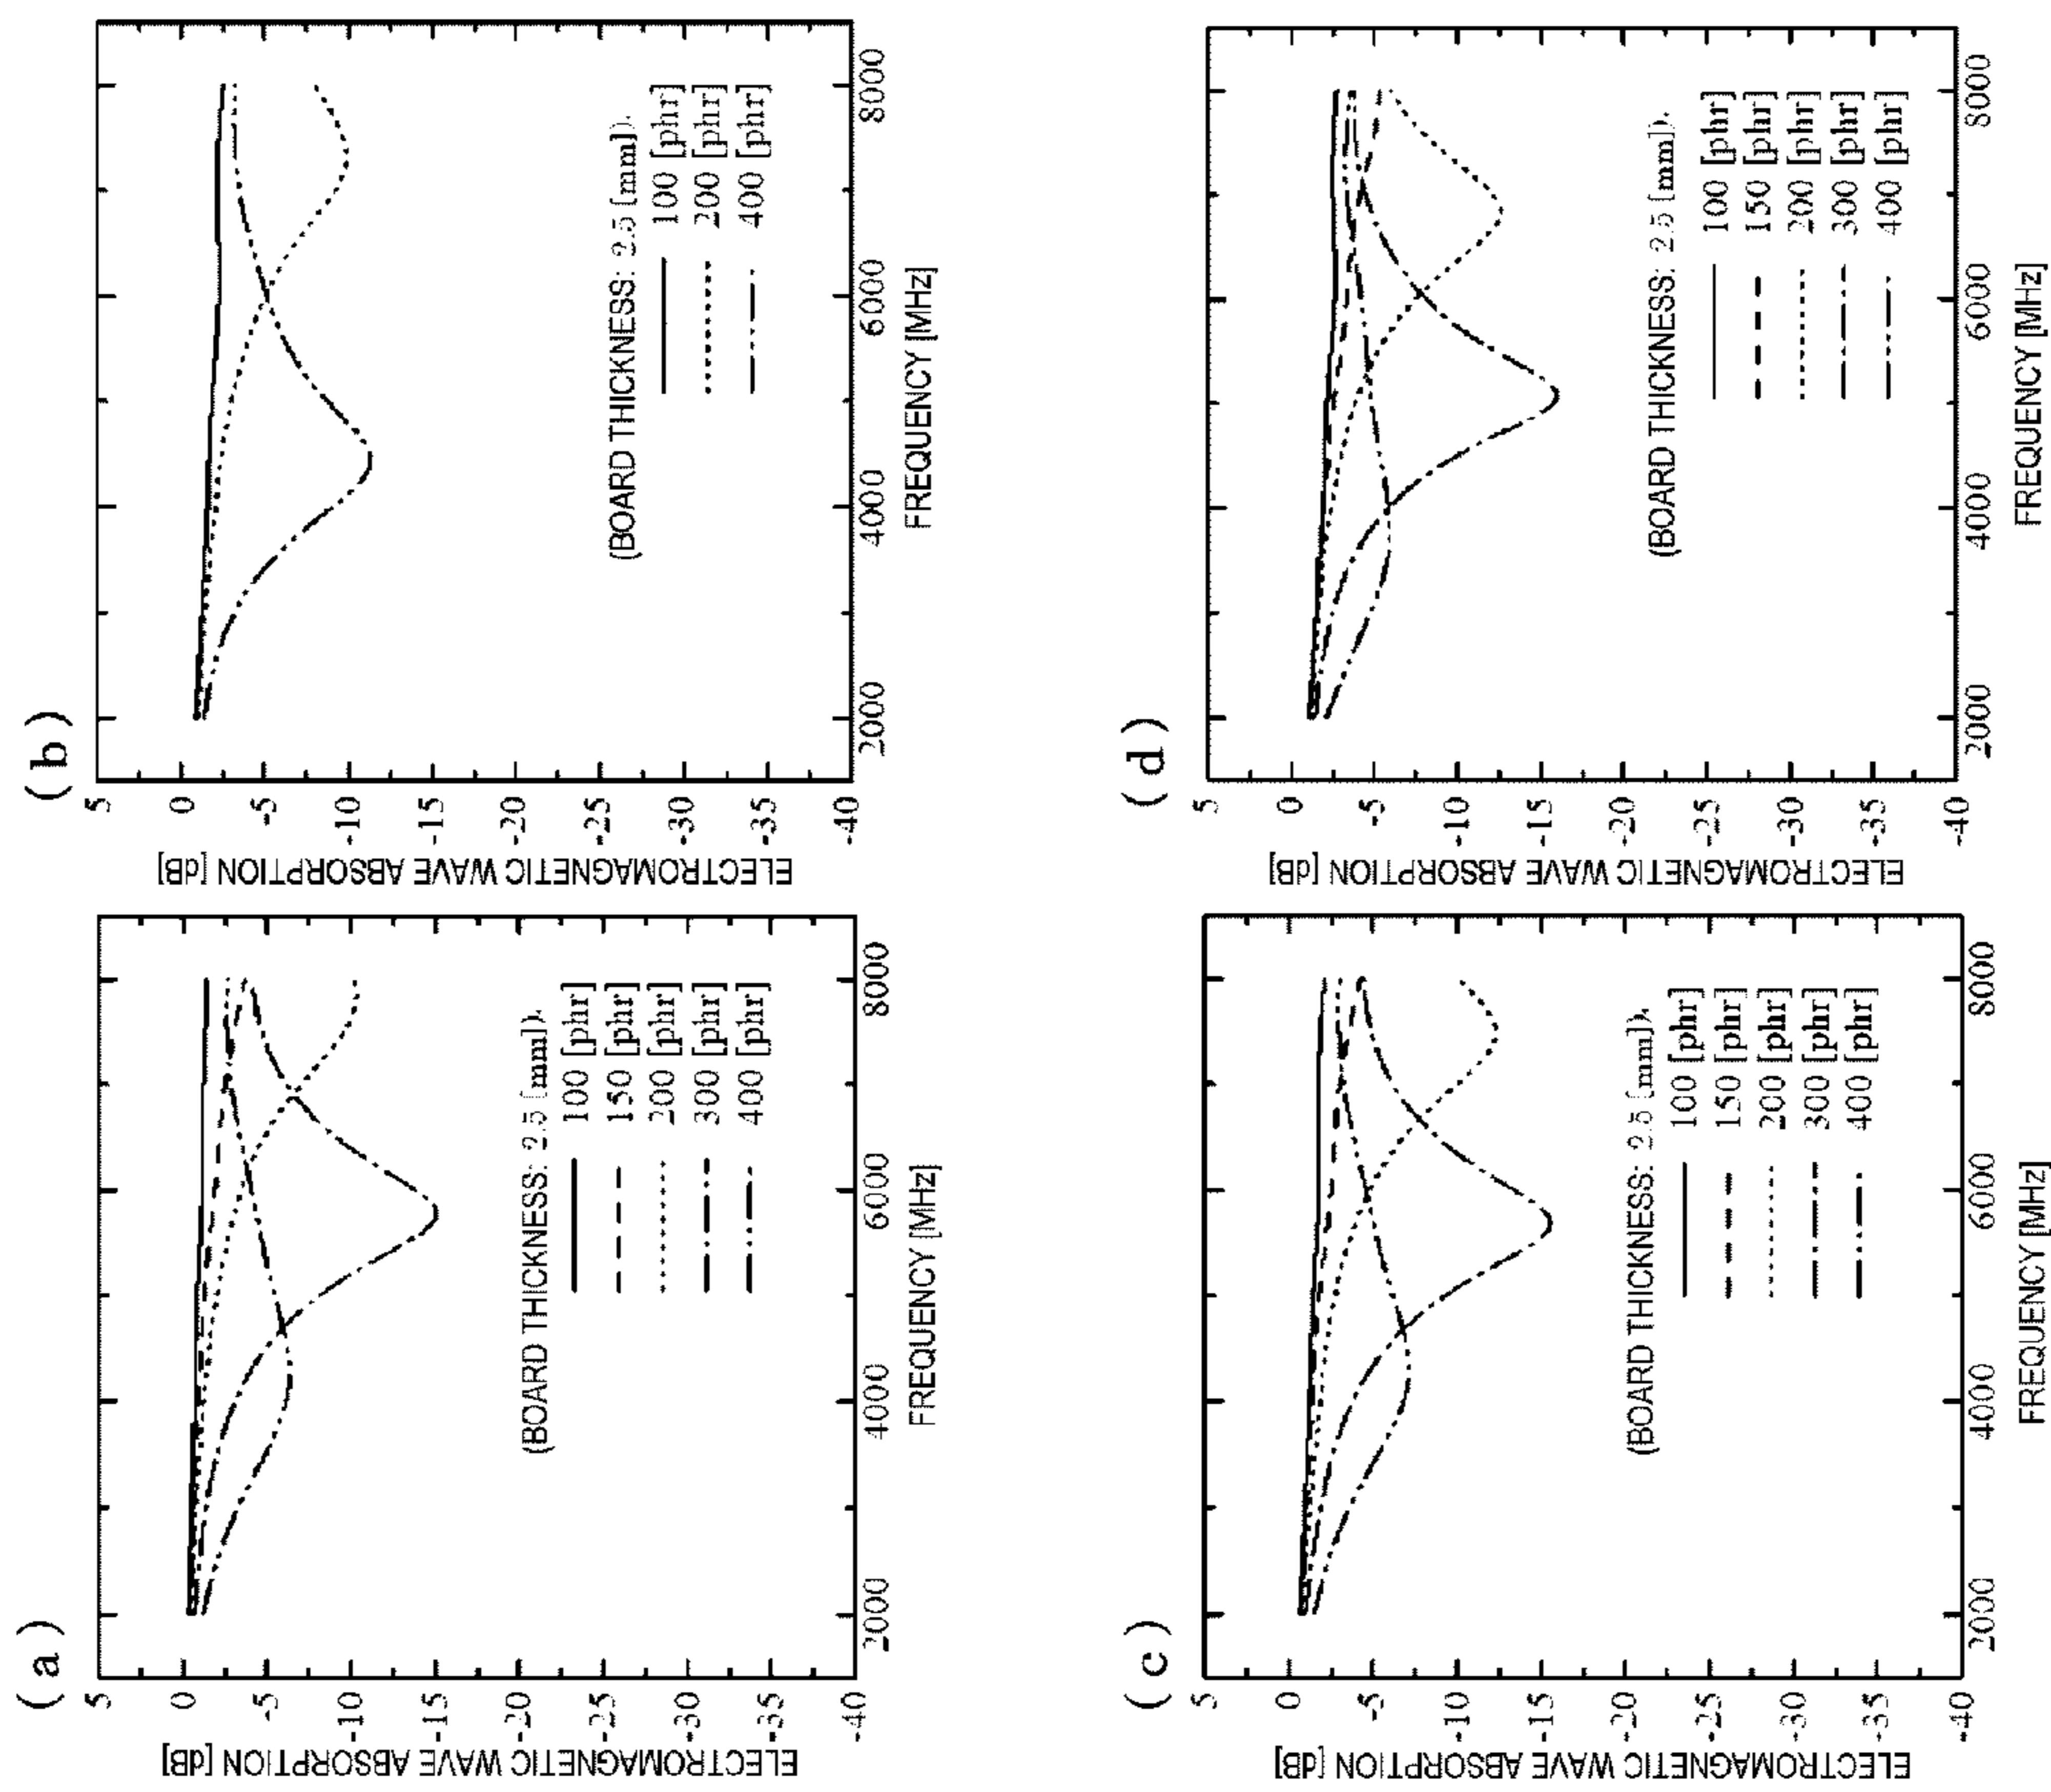 (a)
ELECTROMAGNETIC WAVE ABSORPTION [dB]
5
0
-5
-10
-15
-20
-25
-30
-35
-40
(BOARD THICKNESS: 2.5 [mm]).
100 [phr]
150 [phr]
200 [phr]
300 [phr]
400 [phr]
2000 4000 6000 8000
FREQUENCY [MHz]
(b)
ELECTROMAGNETIC WAVE ABSORPTION [dB]
5
0
-5
-10
-15
-20
-25
-30
-35
-40
(BOARD THICKNESS: 2.5 [mm]).
100 [phr]
200 [phr]
400 [phr]
2000 4000 6000 8000
FREQUENCY [MHz]
(c)
ELECTROMAGNETIC WAVE ABSORPTION [dB]
5
0
-5
-10
-15
-20
-25
-30
-35
-40
(BOARD THICKNESS: 2.5 [mm]).
100 [phr]
150 [phr]
200 [phr]
300 [phr]
400 [phr]
2000 4000 6000 8000
FREQUENCY [MHz]
(d)
ELECTROMAGNETIC WAVE ABSORPTION [dB]
5
0
-5
-10
-15
-20
-25
-30
-35
-40
(BOARD THICKNESS: 2.5 [mm]).
100 [phr]
150 [phr]
200 [phr]
300 [phr]
400 [phr]
2000 4000 6000 8000
FREQUENCY [MHz]